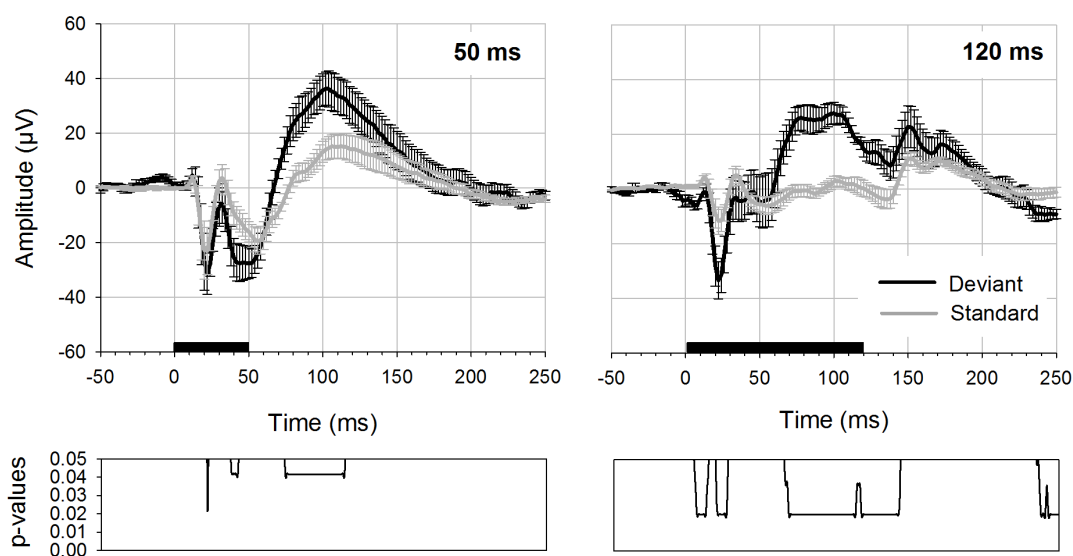 60
40
20
0
-20
-40
-60
Amplitude (µV)
50 ms
120 ms
Deviant
Standard
-50 0 50 100 150 200 250
-50 0 50 100 150 200 250
Time (ms)
Time (ms)
p-values
0.05
0.04
0.03
0.02
0.01
0.00